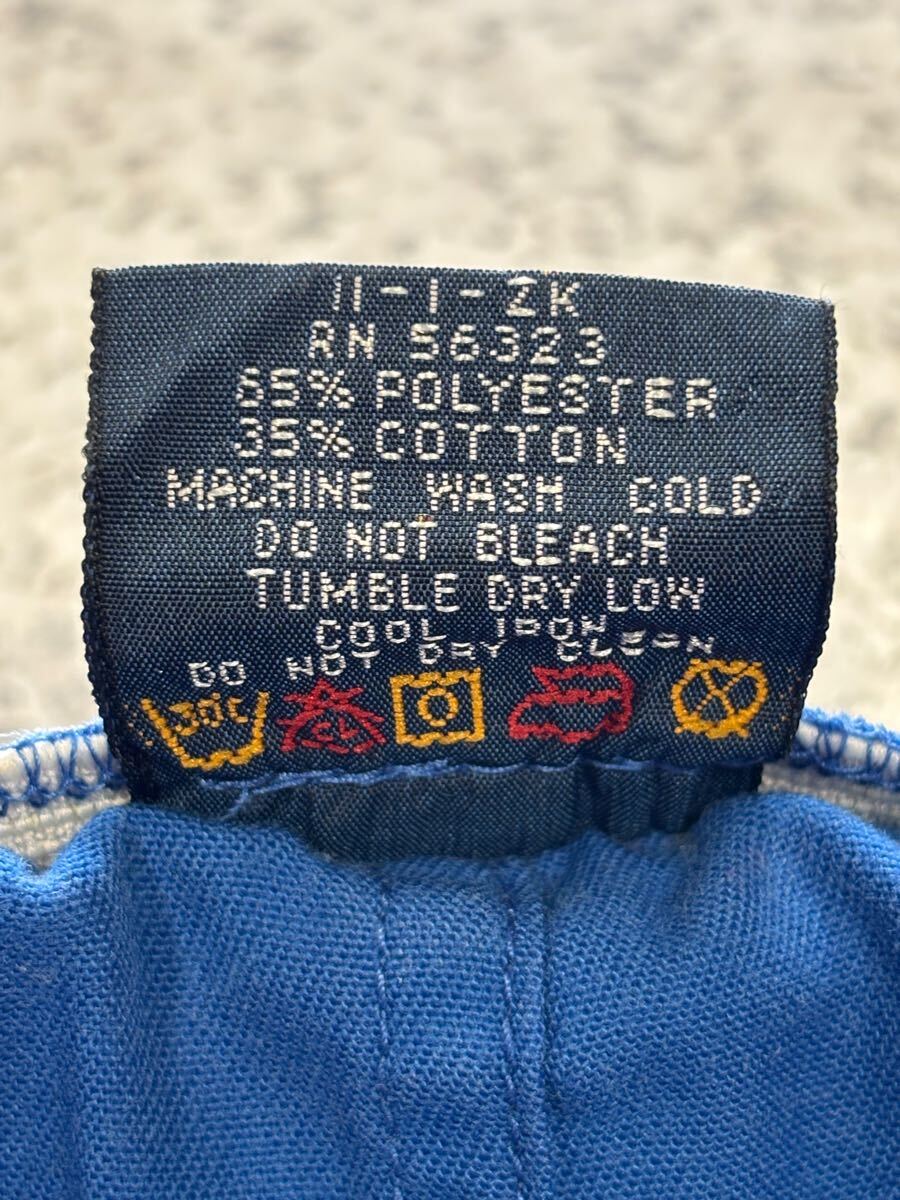 11-1-2K
RN 56323
65% POLYESTER
35% COTTON
MACHINE WASH COLD
DO NOT BLEACH
TUMBLE DRY LOW
COOL IRON
DO NOT DRY CLEAN
30°C CL